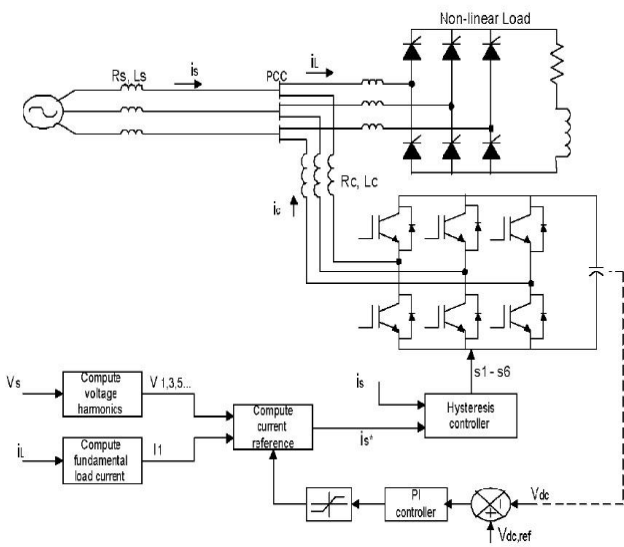 Non-linear Load
Rs, Ls
is
PCC
iL
Rc, Lc
ic
s1 - s6
Vs
Compute
voltage
harmonics
V 1,3,5...
iL
Compute
fundamental
load current
I1
Compute
current
reference
is
is*
Hysteresis
controller
PI
controller
Vdc
Vdc,ref